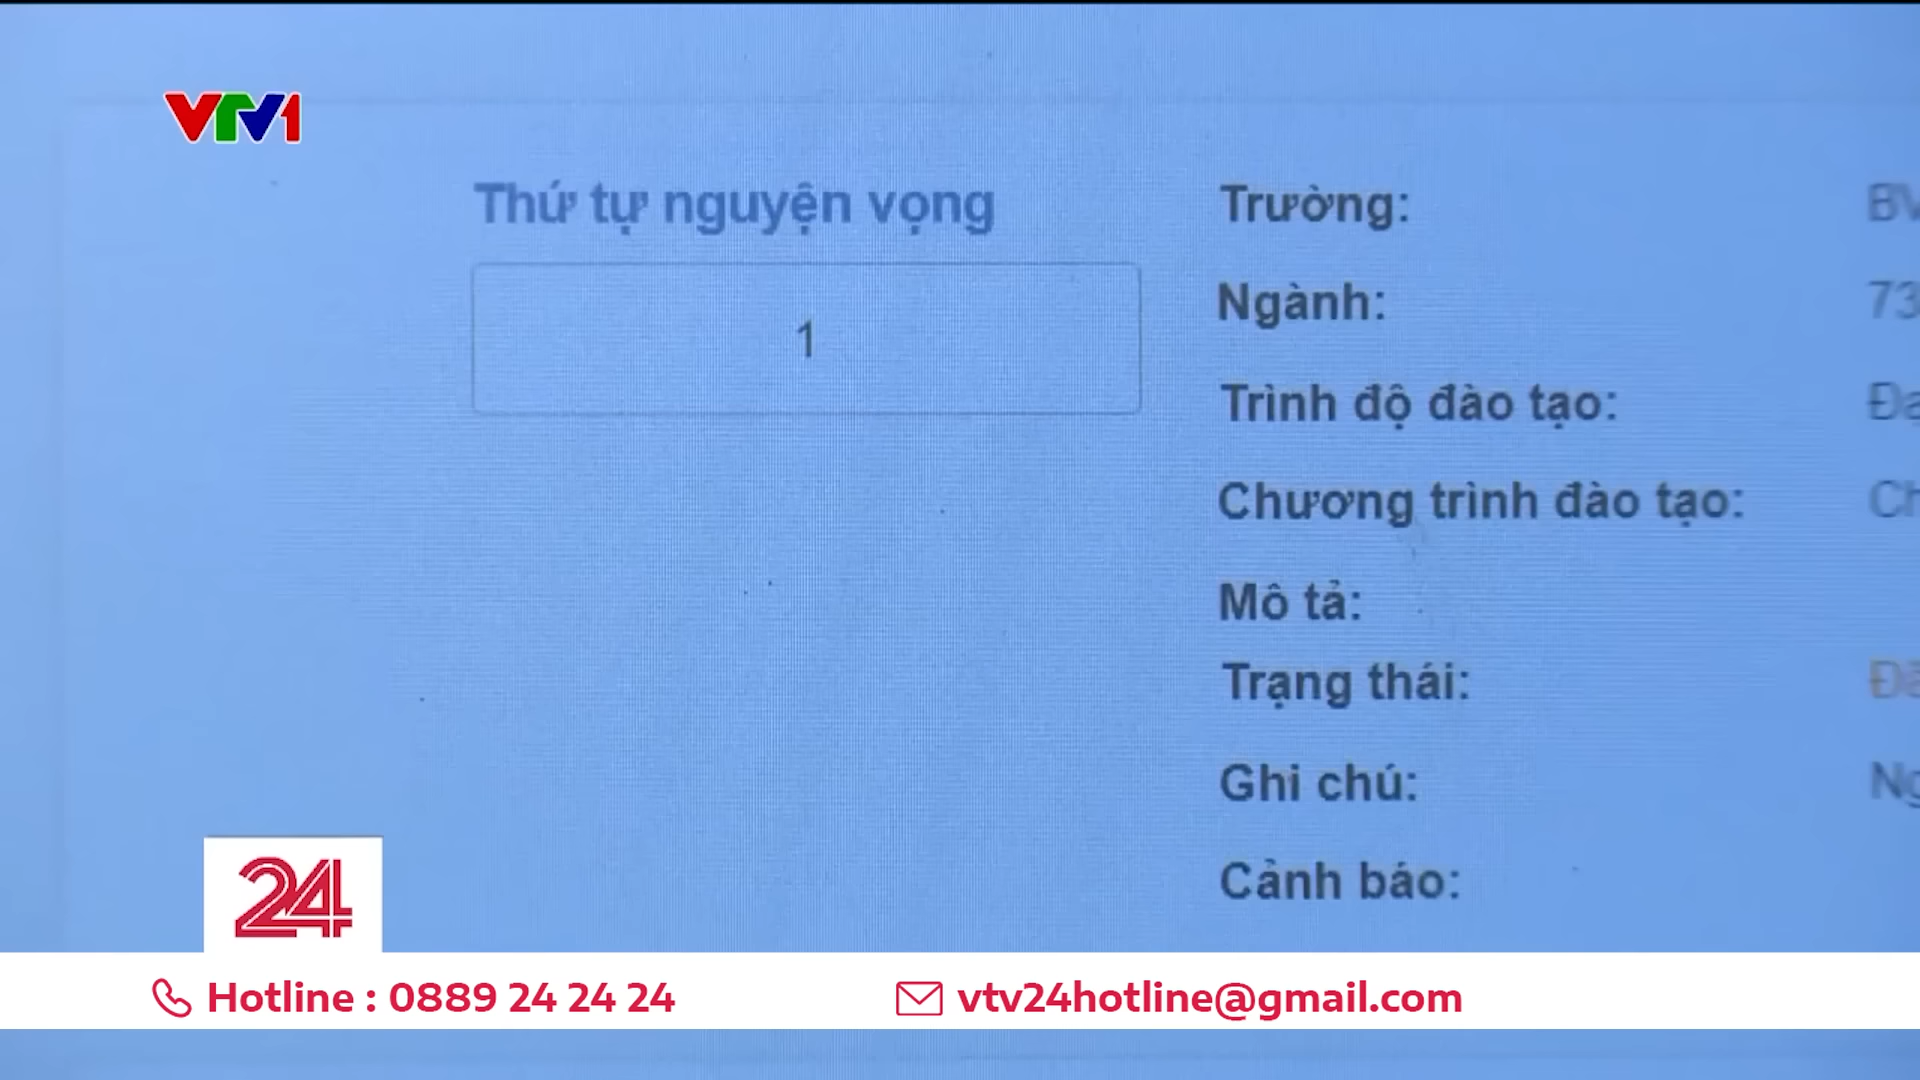 VTV1
Thứ tự nguyện vọng
1
Trường:
Ngành:
Trình độ đào tạo:
Chương trình đào tạo:
Mô tả:
Trạng thái:
Ghi chú:
Cảnh báo:
24
Hotline : 0889 24 24 24
vtv24hotline@gmail.com